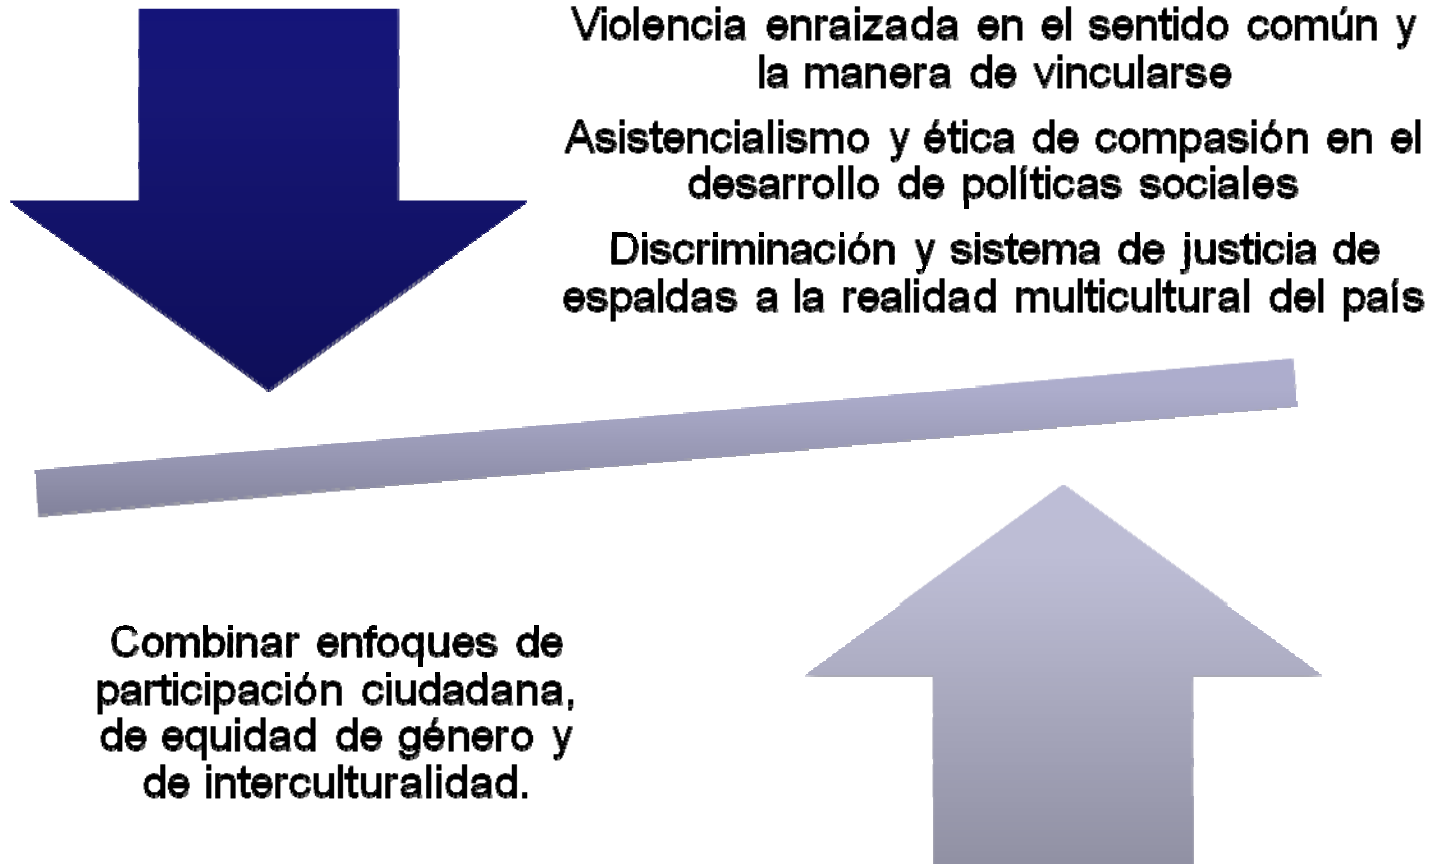 Violencia enraizada en el sentido común y
la manera de vincularse
Asistencialismo y ética de compasión en el
desarrollo de políticas sociales
Discriminación y sistema de justicia de
espaldas a la realidad multicultural del país
Combinar enfoques de
participación ciudadana,
de equidad de género y
de interculturalidad.